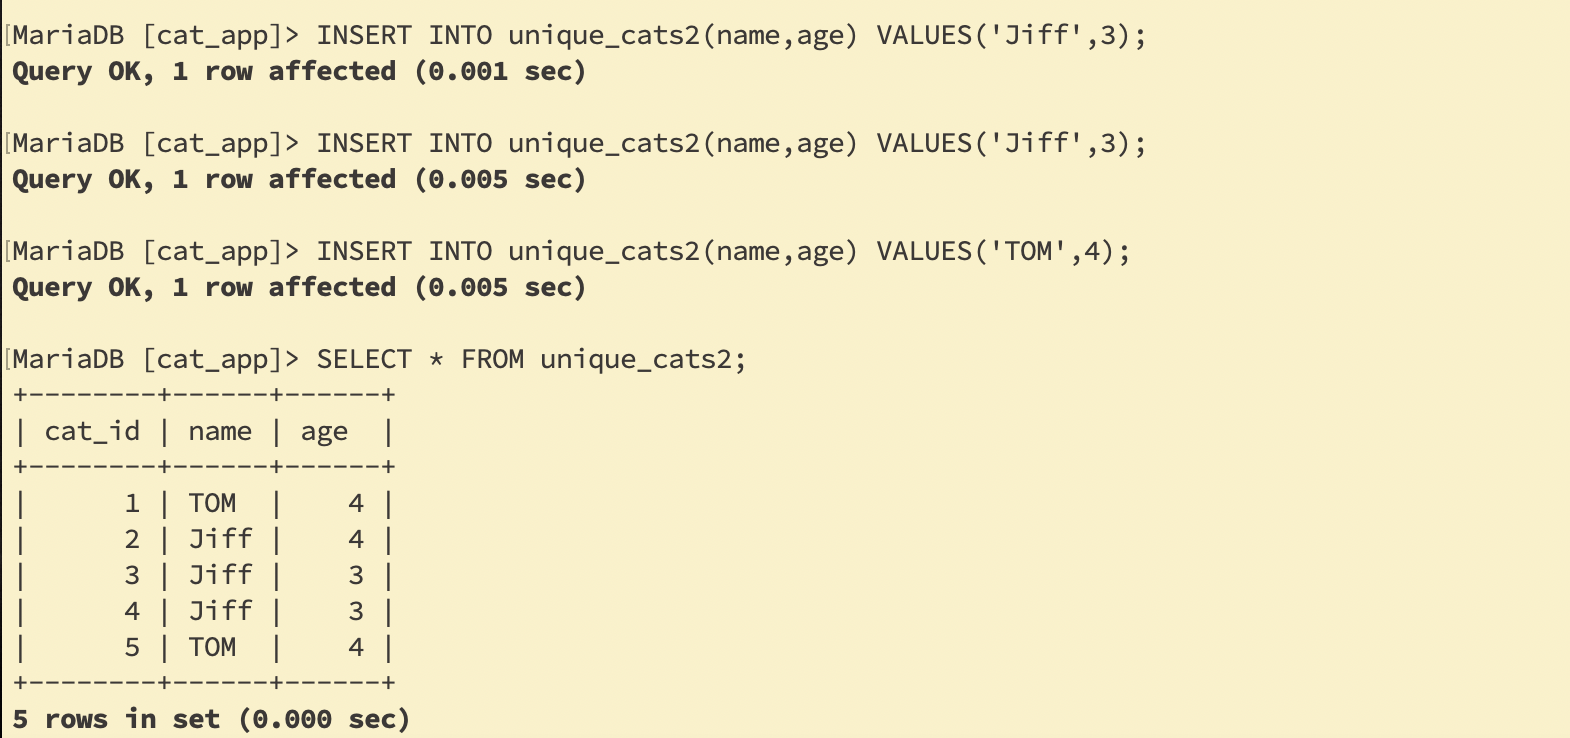 [MariaDB [cat_app]> INSERT INTO unique_cats2(name,age) VALUES('Jiff',3);
Query OK, 1 row affected (0.001 sec)
[MariaDB [cat_app]> INSERT INTO unique_cats2(name,age) VALUES('Jiff',3);
Query OK, 1 row affected (0.005 sec)
[MariaDB [cat_app]> INSERT INTO unique_cats2(name,age) VALUES('TOM',4);
Query OK, 1 row affected (0.005 sec)
[MariaDB [cat_app]> SELECT * FROM unique_cats2;
+--------+------+------+
| cat_id | name | age  |
+--------+------+------+
|      1 | TOM  |    4 |
|      2 | Jiff |    4 |
|      3 | Jiff |    3 |
|      4 | Jiff |    3 |
|      5 | TOM  |    4 |
+--------+------+------+
5 rows in set (0.000 sec)